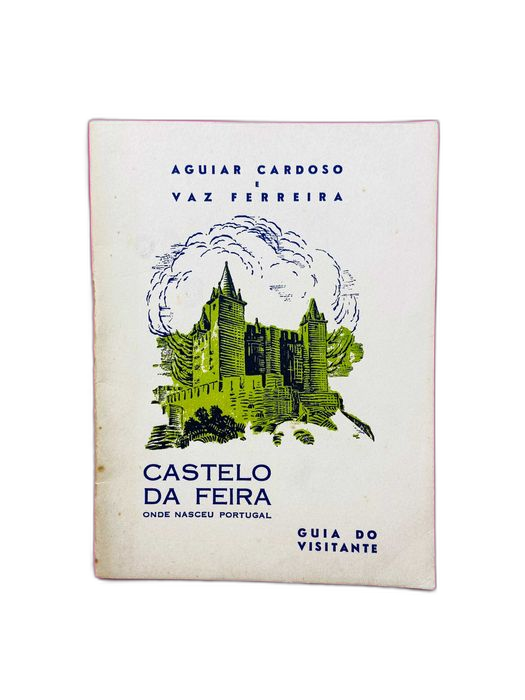 AGUIAR CARDOSO
E
VAZ FERREIRA
CASTELO
DA FEIRA
ONDE NASCEU PORTUGAL
GUIA DO
VISITANTE